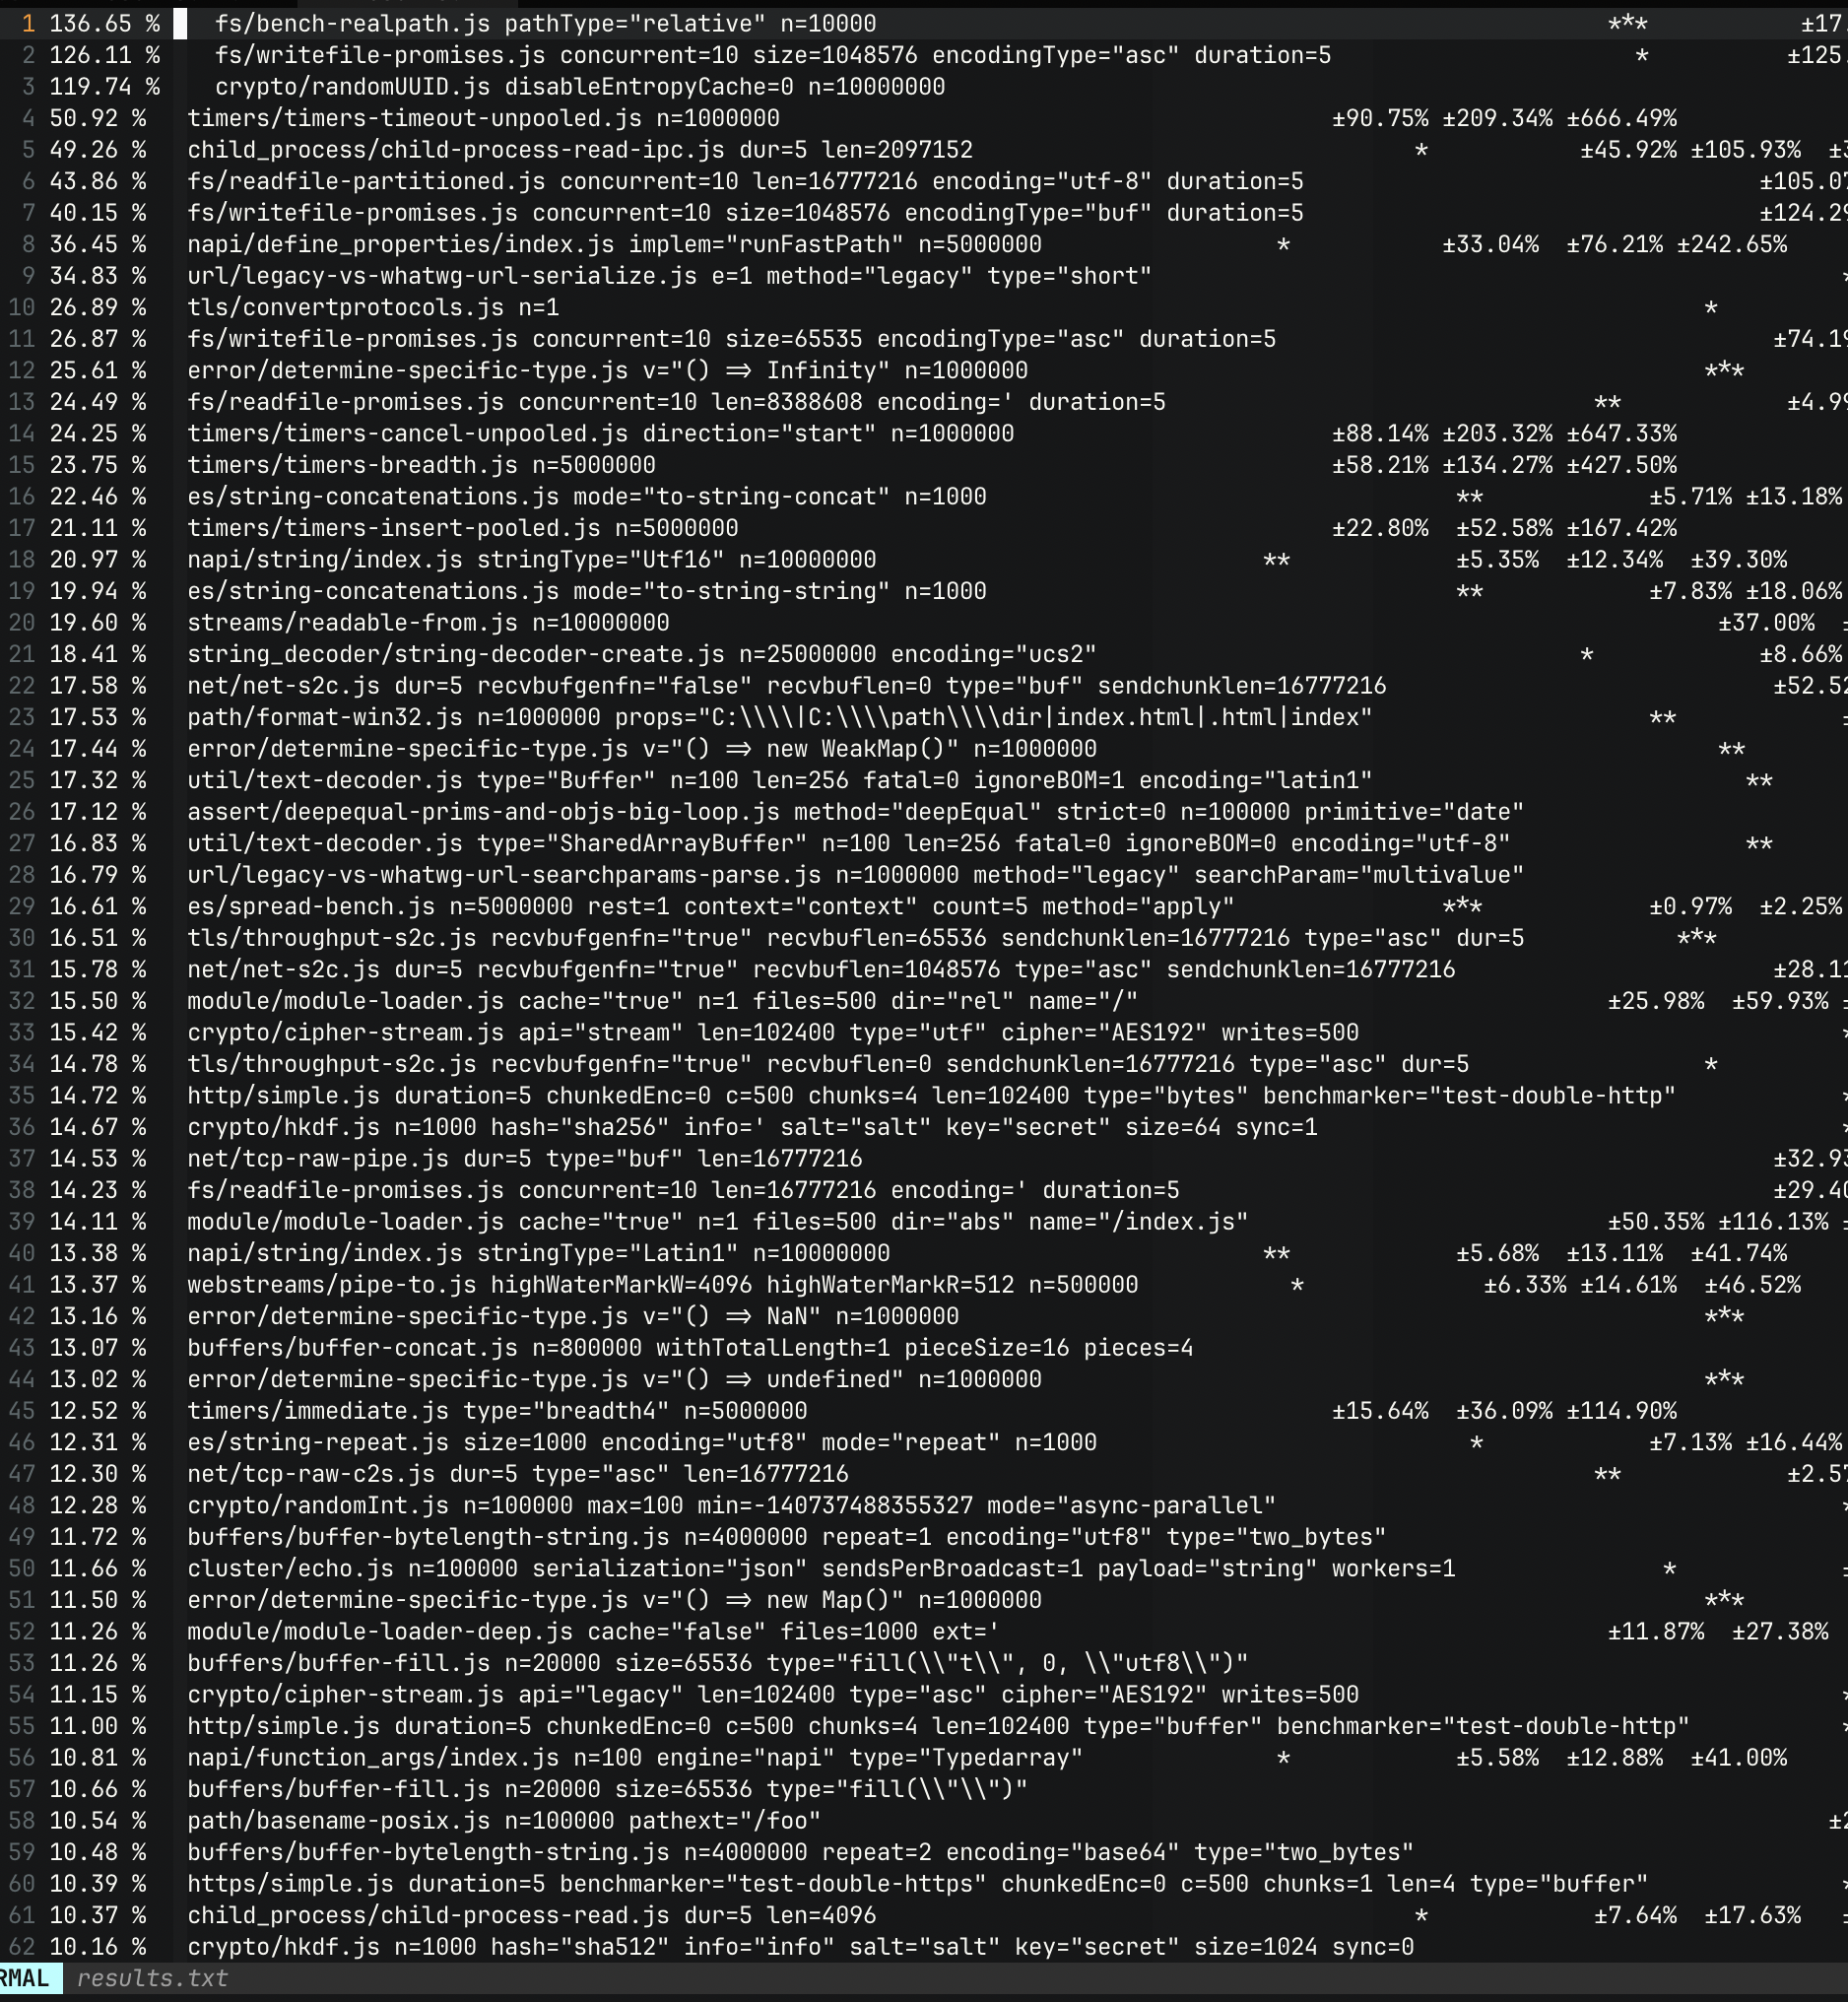 1 136.65 % fs/bench-realpath.js pathType="relative" n=10000 *** ±17.
2 126.11 % fs/writefile-promises.js concurrent=10 size=1048576 encodingType="asc" duration=5 * ±125.
3 119.74 % crypto/randomUUID.js disableEntropyCache=0 n=10000000
4 50.92 % timers/timers-timeout-unpooled.js n=1000000 ±90.75% ±209.34% ±666.49%
5 49.26 % child_process/child-process-read-ipc.js dur=5 len=2097152 * ±45.92% ±105.93% ±3
6 43.86 % fs/readfile-partitioned.js concurrent=10 len=16777216 encoding="utf-8" duration=5 ±105.07
7 40.15 % fs/writefile-promises.js concurrent=10 size=1048576 encodingType="buf" duration=5 ±124.29
8 36.45 % napi/define_properties/index.js implem="runFastPath" n=5000000 * ±33.04% ±76.21% ±242.65%
9 34.83 % url/legacy-vs-whatwg-url-serialize.js e=1 method="legacy" type="short" *
10 26.89 % tls/convertprotocols.js n=1 *
11 26.87 % fs/writefile-promises.js concurrent=10 size=65535 encodingType="asc" duration=5 ±74.19
12 25.61 % error/determine-specific-type.js v="() => Infinity" n=1000000 ***
13 24.49 % fs/readfile-promises.js concurrent=10 len=8388608 encoding=' duration=5 ** ±4.99
14 24.25 % timers/timers-cancel-unpooled.js direction="start" n=1000000 ±88.14% ±203.32% ±647.33%
15 23.75 % timers/timers-breadth.js n=5000000 ±58.21% ±134.27% ±427.50%
16 22.46 % es/string-concatenations.js mode="to-string-concat" n=1000 ** ±5.71% ±13.18%
17 21.11 % timers/timers-insert-pooled.js n=5000000 ±22.80% ±52.58% ±167.42%
18 20.97 % napi/string/index.js stringType="Utf16" n=10000000 ** ±5.35% ±12.34% ±39.30%
19 19.94 % es/string-concatenations.js mode="to-string-string" n=1000 ** ±7.83% ±18.06%
20 19.60 % streams/readable-from.js n=10000000 ±37.00% ±
21 18.41 % string_decoder/string-decoder-create.js n=25000000 encoding="ucs2" * ±8.66%
22 17.58 % net/net-s2c.js dur=5 recvbufgenfn="false" recvbuflen=0 type="buf" sendchunklen=16777216 ±52.52
23 17.53 % path/format-win32.js n=1000000 props="C:\\\\|C:\\\\path\\\\dir|index.html|.html|index" ** ±
24 17.44 % error/determine-specific-type.js v="() => new WeakMap()" n=1000000 **
25 17.32 % util/text-decoder.js type="Buffer" n=100 len=256 fatal=0 ignoreBOM=1 encoding="latin1" **
26 17.12 % assert/deepequal-prims-and-objs-big-loop.js method="deepEqual" strict=0 n=100000 primitive="date"
27 16.83 % util/text-decoder.js type="SharedArrayBuffer" n=100 len=256 fatal=0 ignoreBOM=0 encoding="utf-8" **
28 16.79 % url/legacy-vs-whatwg-url-searchparams-parse.js n=1000000 method="legacy" searchParam="multivalue"
29 16.61 % es/spread-bench.js n=5000000 rest=1 context="context" count=5 method="apply" *** ±0.97% ±2.25%
30 16.51 % tls/throughput-s2c.js recvbufgenfn="true" recvbuflen=65536 sendchunklen=16777216 type="asc" dur=5 ***
31 15.78 % net/net-s2c.js dur=5 recvbufgenfn="true" recvbuflen=1048576 type="asc" sendchunklen=16777216 ±28.11
32 15.50 % module/module-loader.js cache="true" n=1 files=500 dir="rel" name="/" ±25.98% ±59.93% ±
33 15.42 % crypto/cipher-stream.js api="stream" len=102400 type="utf" cipher="AES192" writes=500 *
34 14.78 % tls/throughput-s2c.js recvbufgenfn="true" recvbuflen=0 sendchunklen=16777216 type="asc" dur=5 *
35 14.72 % http/simple.js duration=5 chunkedEnc=0 c=500 chunks=4 len=102400 type="bytes" benchmarker="test-double-http" *
36 14.67 % crypto/hkdf.js n=1000 hash="sha256" info=' salt="salt" key="secret" size=64 sync=1 *
37 14.53 % net/tcp-raw-pipe.js dur=5 type="buf" len=16777216 ±32.93
38 14.23 % fs/readfile-promises.js concurrent=10 len=16777216 encoding=' duration=5 ±29.40
39 14.11 % module/module-loader.js cache="true" n=1 files=500 dir="abs" name="/index.js" ±50.35% ±116.13% ±
40 13.38 % napi/string/index.js stringType="Latin1" n=10000000 ** ±5.68% ±13.11% ±41.74%
41 13.37 % webstreams/pipe-to.js highWaterMarkW=4096 highWaterMarkR=512 n=500000 * ±6.33% ±14.61% ±46.52%
42 13.16 % error/determine-specific-type.js v="() => NaN" n=1000000 ***
43 13.07 % buffers/buffer-concat.js n=800000 withTotalLength=1 pieceSize=16 pieces=4
44 13.02 % error/determine-specific-type.js v="() => undefined" n=1000000 ***
45 12.52 % timers/immediate.js type="breadth4" n=5000000 ±15.64% ±36.09% ±114.90%
46 12.31 % es/string-repeat.js size=1000 encoding="utf8" mode="repeat" n=1000 * ±7.13% ±16.44%
47 12.30 % net/tcp-raw-c2s.js dur=5 type="asc" len=16777216 ** ±2.57
48 12.28 % crypto/randomInt.js n=100000 max=100 min=-140737488355327 mode="async-parallel" *
49 11.72 % buffers/buffer-bytelength-string.js n=4000000 repeat=1 encoding="utf8" type="two_bytes"
50 11.66 % cluster/echo.js n=100000 serialization="json" sendsPerBroadcast=1 payload="string" workers=1 * ±
51 11.50 % error/determine-specific-type.js v="() => new Map()" n=1000000 ***
52 11.26 % module/module-loader-deep.js cache="false" files=1000 ext=' ±11.87% ±27.38%
53 11.26 % buffers/buffer-fill.js n=20000 size=65536 type="fill(\\"t\\", 0, \\"utf8\\")"
54 11.15 % crypto/cipher-stream.js api="legacy" len=102400 type="asc" cipher="AES192" writes=500 *
55 11.00 % http/simple.js duration=5 chunkedEnc=0 c=500 chunks=4 len=102400 type="buffer" benchmarker="test-double-http" *
56 10.81 % napi/function_args/index.js n=100 engine="napi" type="Typedarray" * ±5.58% ±12.88% ±41.00%
57 10.66 % buffers/buffer-fill.js n=20000 size=65536 type="fill(\\"\\")"
58 10.54 % path/basename-posix.js n=100000 pathext="/foo" ±2
59 10.48 % buffers/buffer-bytelength-string.js n=4000000 repeat=2 encoding="base64" type="two_bytes"
60 10.39 % https/simple.js duration=5 benchmarker="test-double-https" chunkedEnc=0 c=500 chunks=1 len=4 type="buffer" *
61 10.37 % child_process/child-process-read.js dur=5 len=4096 * ±7.64% ±17.63% ±
62 10.16 % crypto/hkdf.js n=1000 hash="sha512" info="info" salt="salt" key="secret" size=1024 sync=0
RMAL results.txt